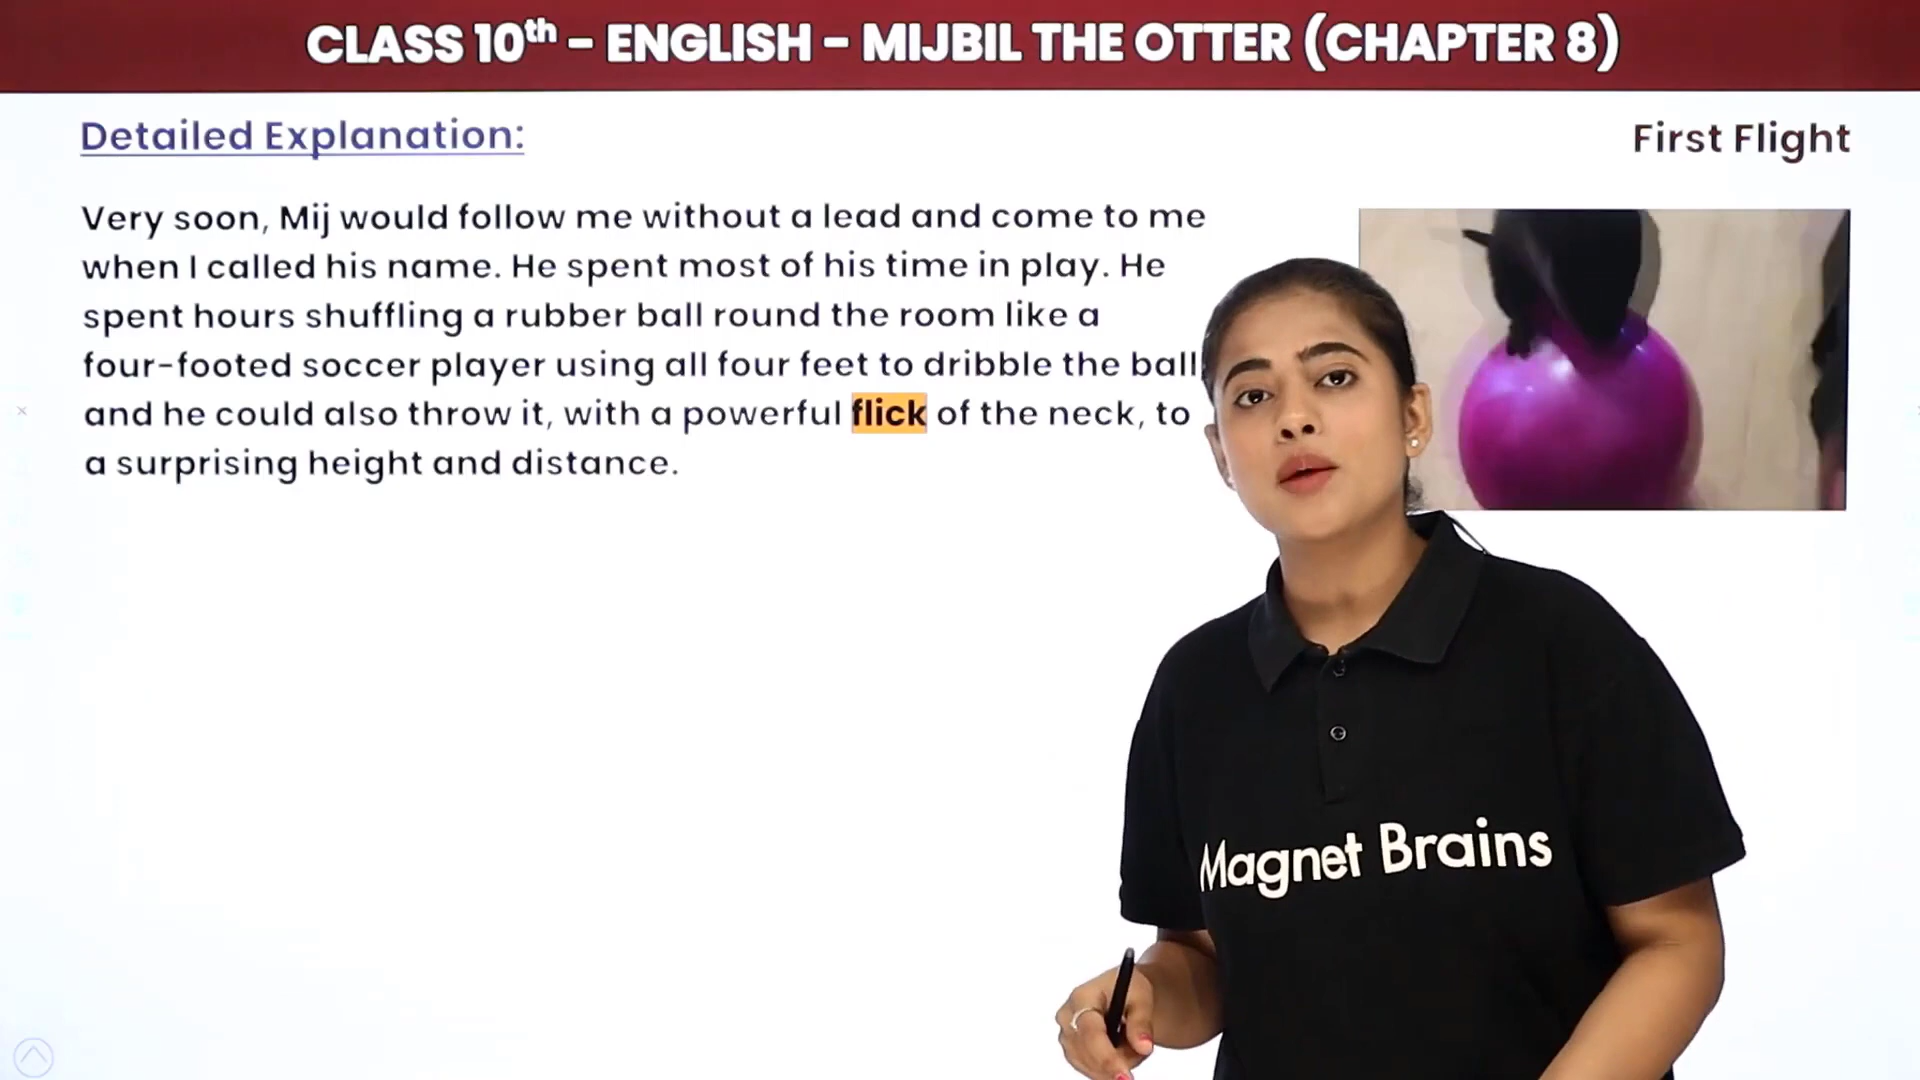 CLASS 10th - ENGLISH - MIJBIL THE OTTER (CHAPTER 8)
Detailed Explanation:
First Flight
Very soon, Mij would follow me without a lead and come to me
when I called his name. He spent most of his time in play. He
spent hours shuffling a rubber ball round the room like a
four-footed soccer player using all four feet to dribble the ball,
and he could also throw it, with a powerful flick of the neck, to
a surprising height and distance.
Magnet Brains